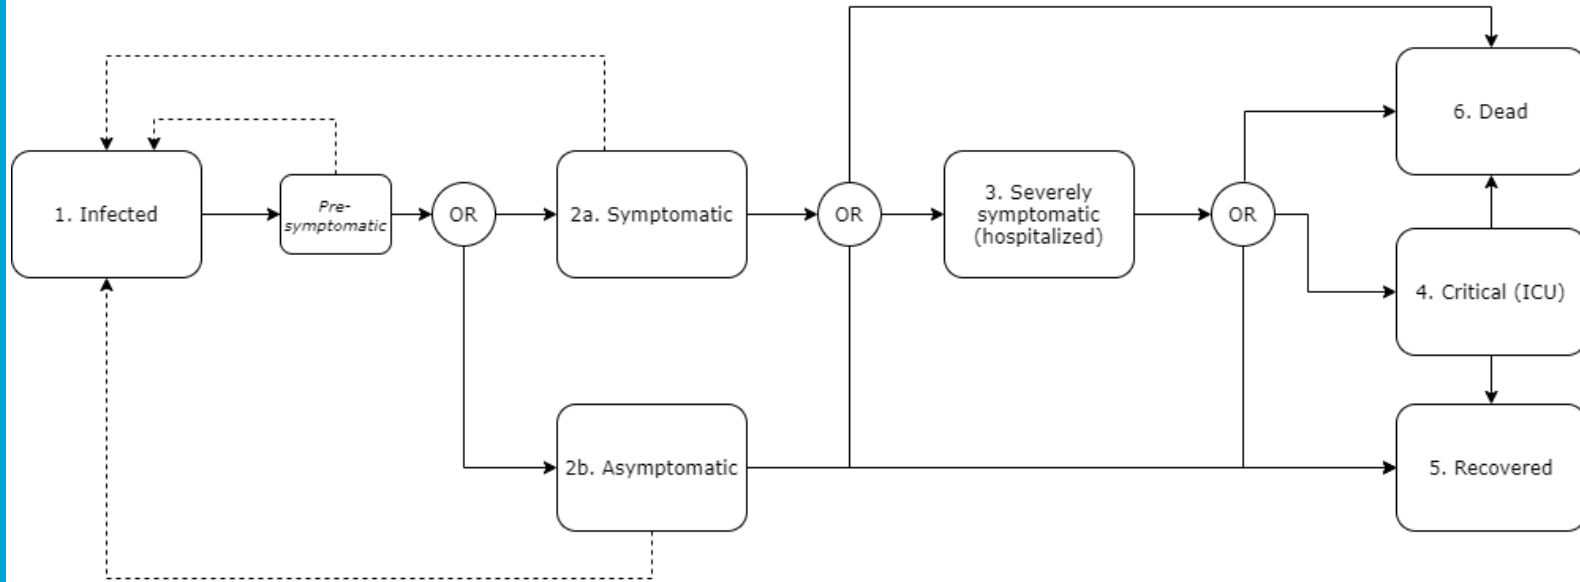 6. Dead
1. Infected
Pre-
symptomatic
OR
2a. Symptomatic
OR
3. Severely
symptomatic
(hospitalized)
OR
4. Critical (ICU)
2b. Asymptomatic
5. Recovered